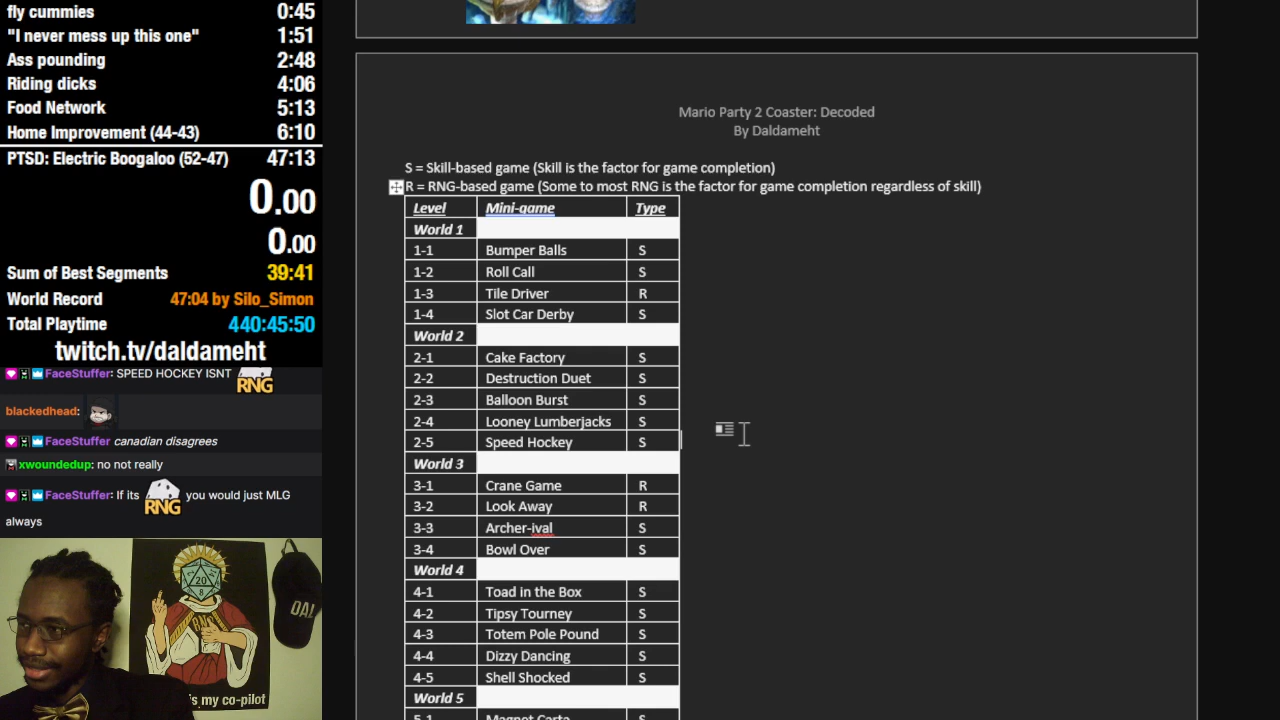 fly cummies 0:45
"I never mess up this one" 1:51
Ass pounding 2:48
Riding dicks 4:06
Food Network 5:13
Home Improvement (44-43) 6:10
PTSD: Electric Boogaloo (52-47) 47:13
0.00
0.00
Sum of Best Segments 39:41
World Record 47:04 by Silo_Simon
Total Playtime 440:45:50
twitch.tv/daldameht
FaceStuffer: SPEED HOCKEY ISNT RNG
blackedhead:
FaceStuffer canadian disagrees
xwoundedup: no not really
FaceStuffer: If its RNG you would just MLG
always
20
8
RNG
DAL
is my co-pilot
Mario Party 2 Coaster: Decoded
By Daldameht
S = Skill-based game (Skill is the factor for game completion)
R = RNG-based game (Some to most RNG is the factor for game completion regardless of skill)
Level Mini-game Type
World 1
1-1 Bumper Balls S
1-2 Roll Call S
1-3 Tile Driver R
1-4 Slot Car Derby S
World 2
2-1 Cake Factory S
2-2 Destruction Duet S
2-3 Balloon Burst S
2-4 Looney Lumberjacks S
2-5 Speed Hockey S
World 3
3-1 Crane Game R
3-2 Look Away R
3-3 Archer-ival S
3-4 Bowl Over S
World 4
4-1 Toad in the Box S
4-2 Tipsy Tourney S
4-3 Totem Pole Pound S
4-4 Dizzy Dancing S
4-5 Shell Shocked S
World 5
5-1 Magnet Carta S